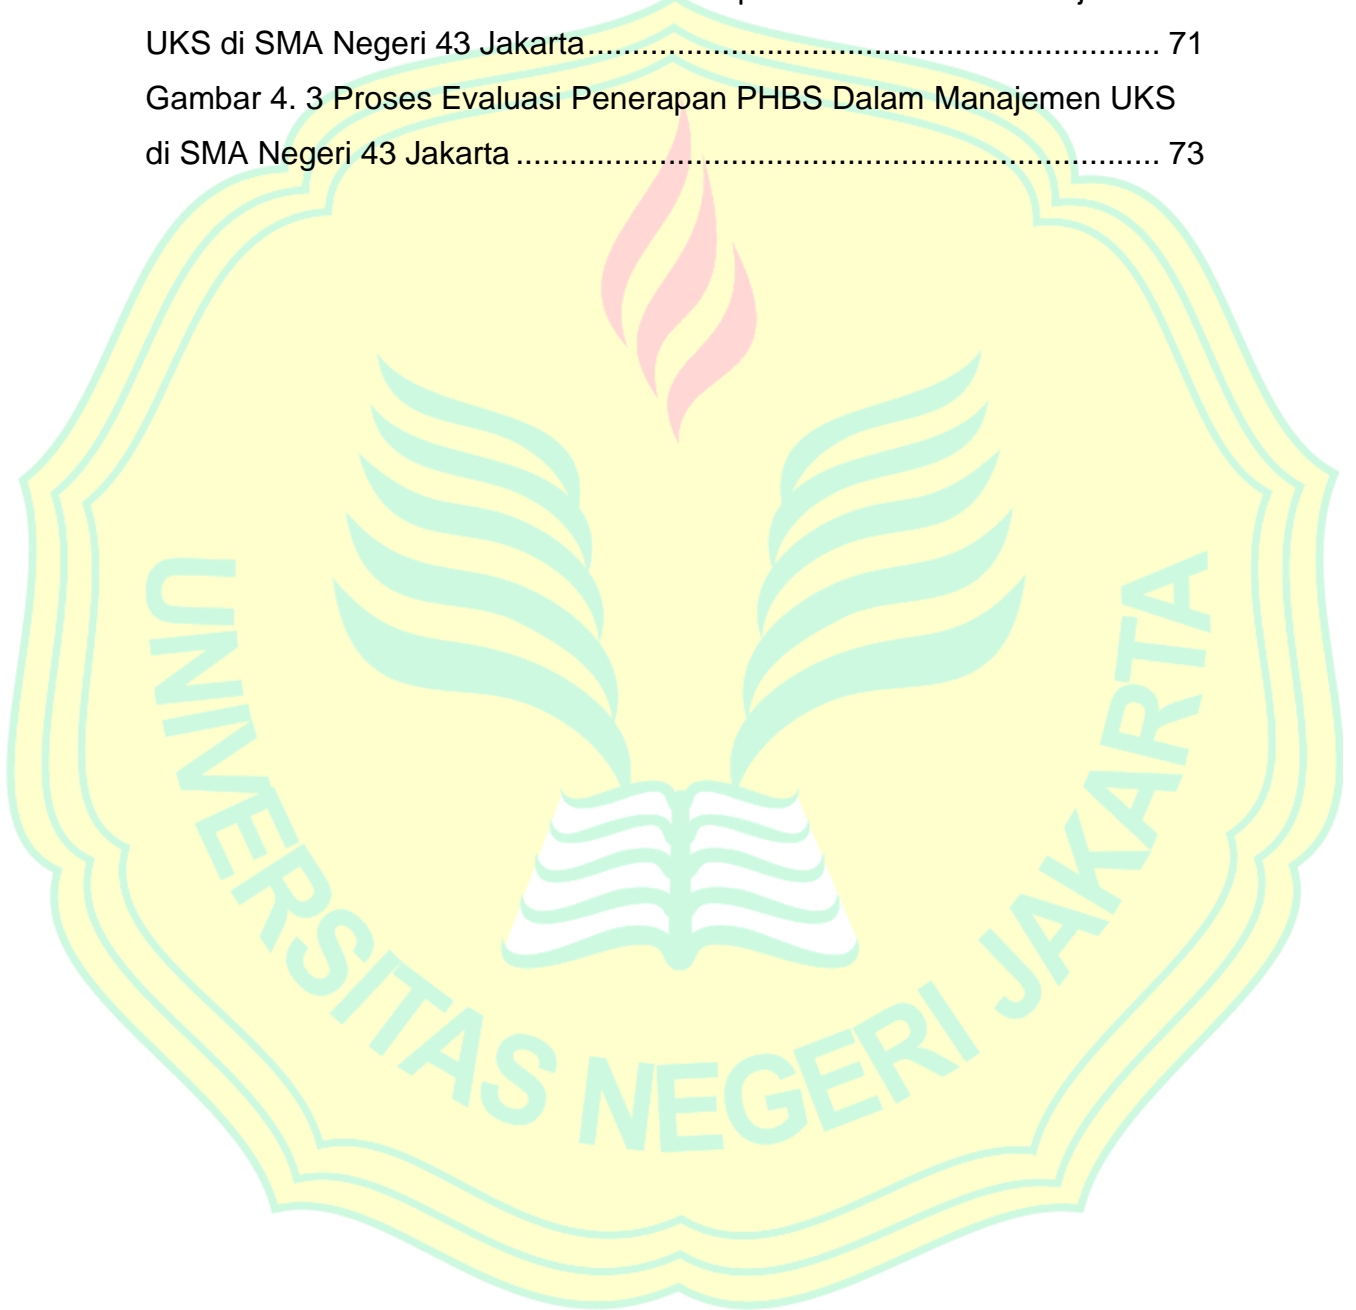 UKS di SMA Negeri 43 Jakarta................................................................ 71
Gambar 4. 3 Proses Evaluasi Penerapan PHBS Dalam Manajemen UKS
di SMA Negeri 43 Jakarta ........................................................................ 73
UNIVERSITAS NEGERI JAKARTA